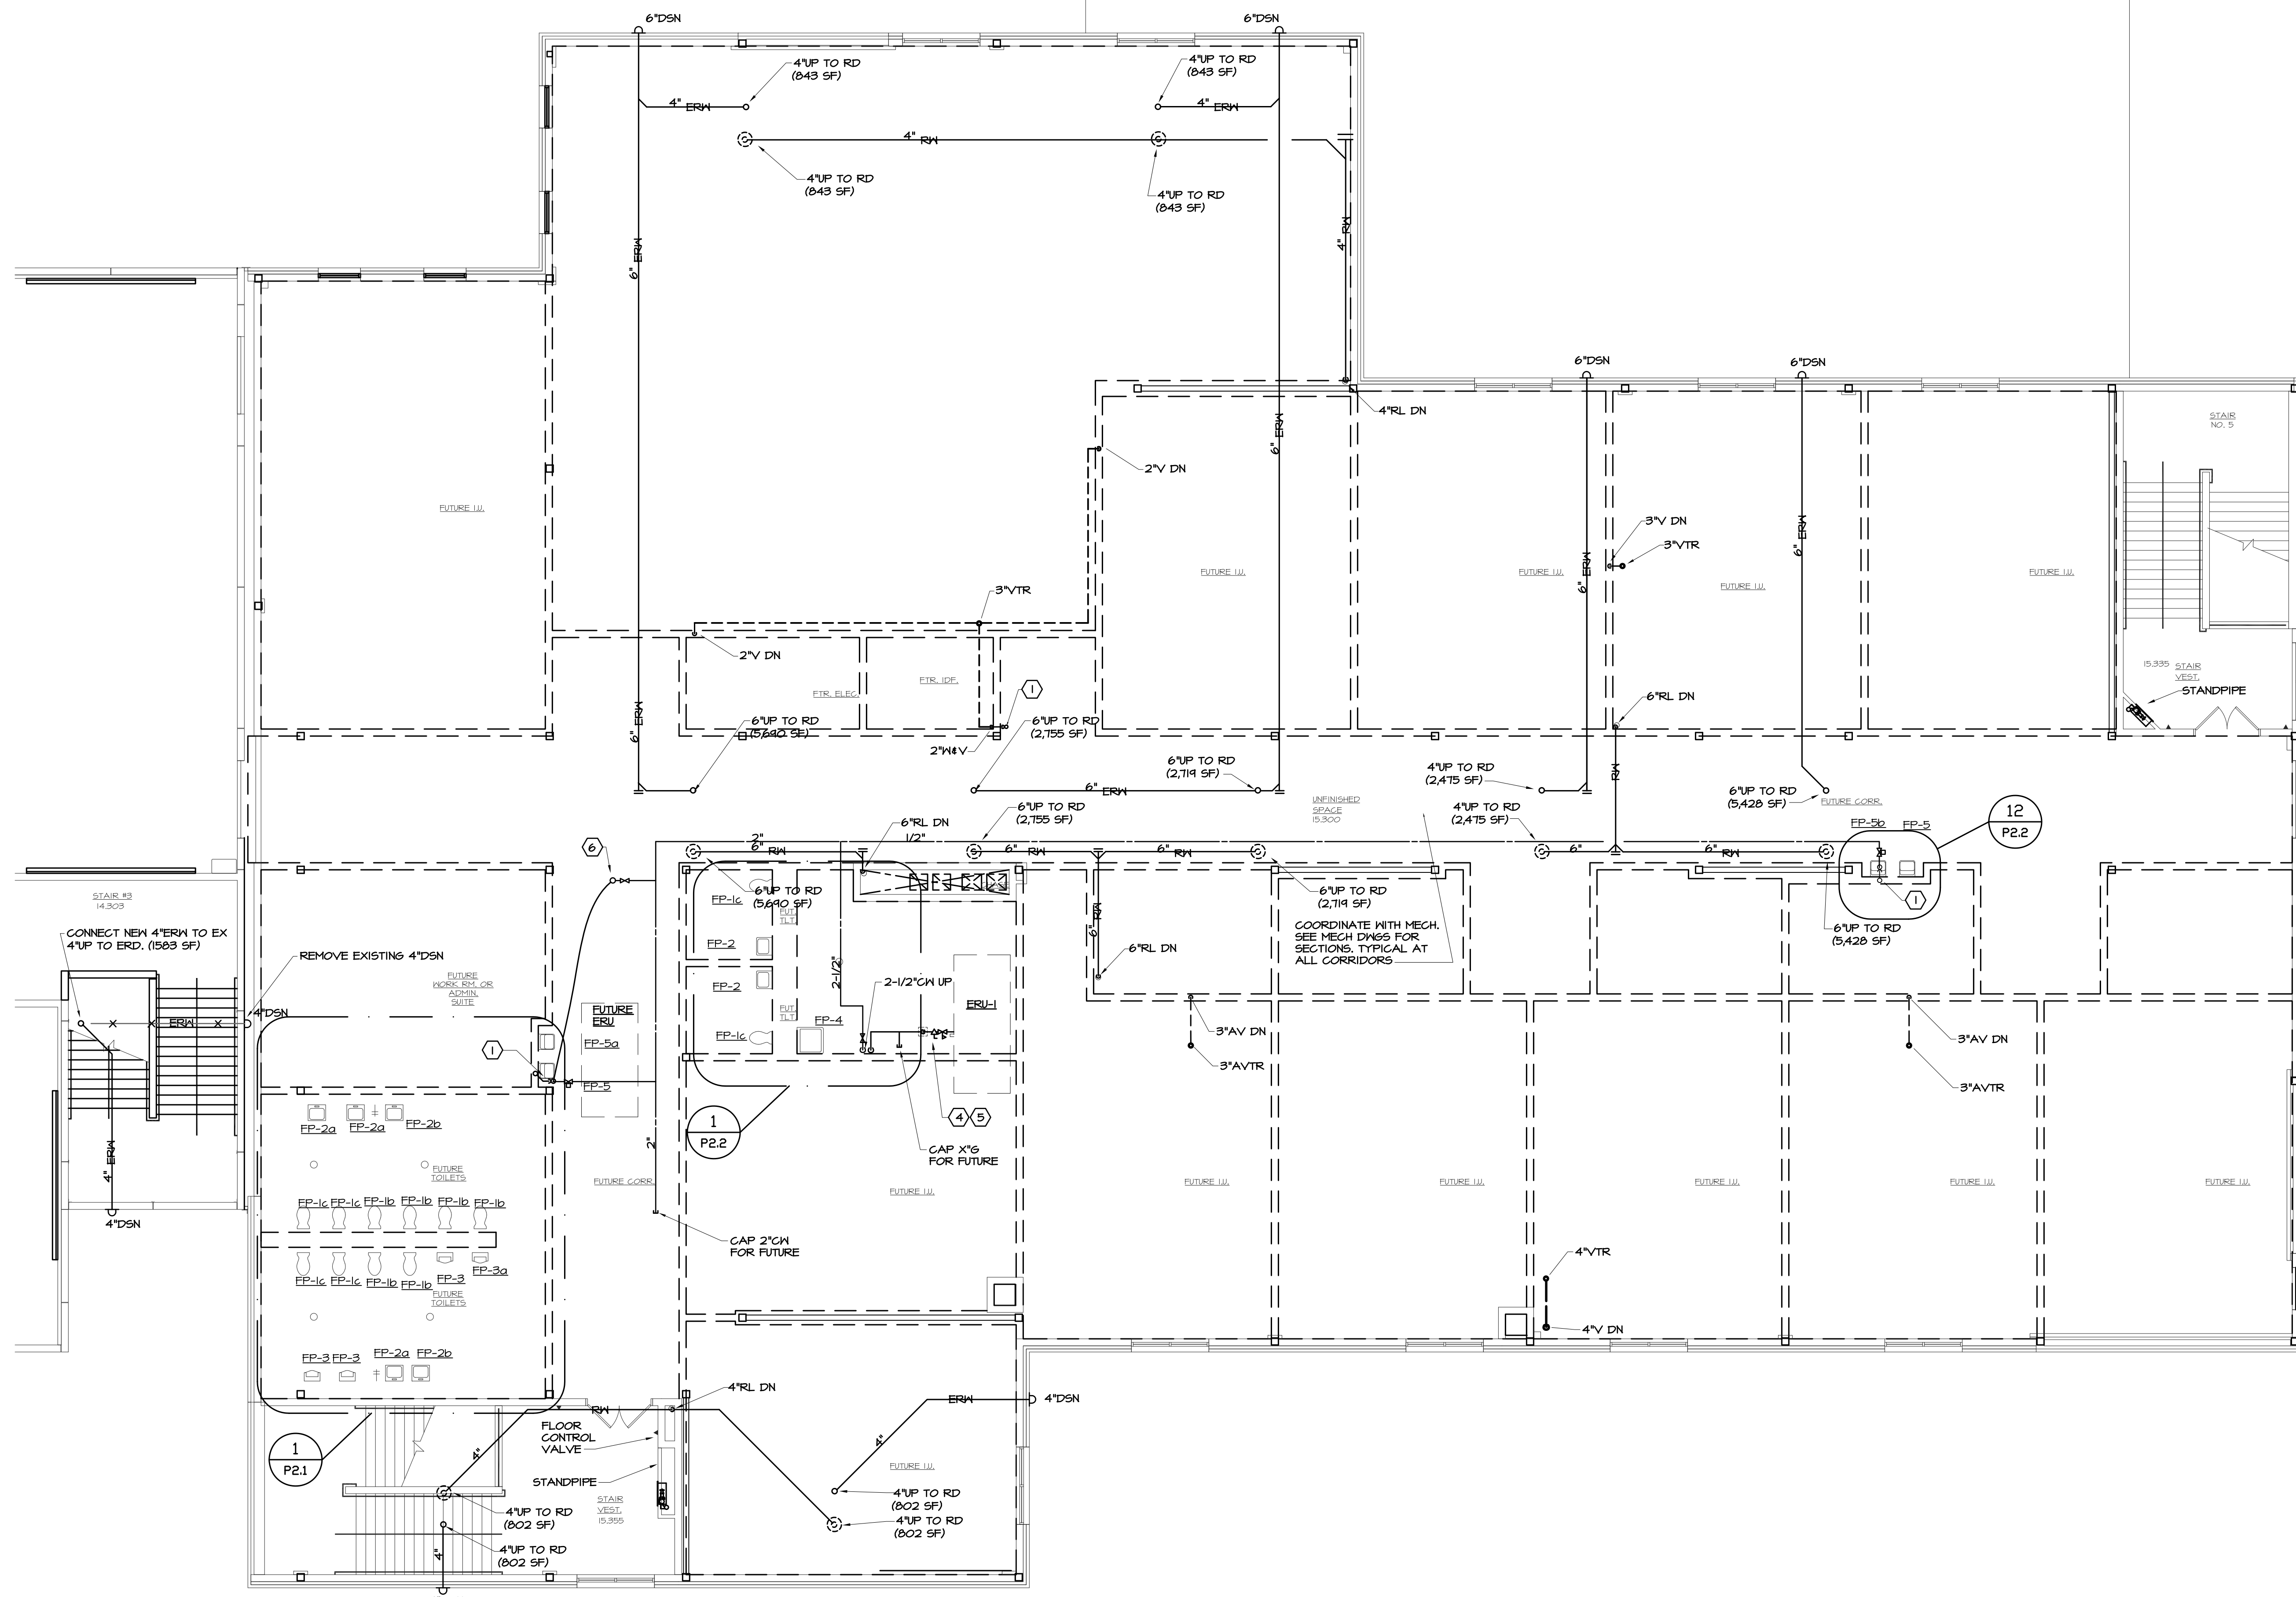 6"DSN
6"DSN
4"UP TO RD
(843 SF)
4"UP TO RD
(843 SF)
4" ERW
4" ERW
4" RW
4"UP TO RD
(843 SF)
4"UP TO RD
(843 SF)
6" ERW
4" RW
6"DSN
6"DSN
4"RL DN
STAIR
NO. 5
6" ERW
2"V DN
FUTURE I.U.
6" ERW
6" ERW
3"V DN
3"VTR
FUTURE I.U.
FUTURE I.U.
FUTURE I.U.
FUTURE I.U.
3"VTR
2"V DN
FTR. ELEC.
FTR. IDF.
1
15.335 STAIR
VEST.
STANDPIPE
6"RL DN
6" ERW
6"UP TO RD
(5,690 SF)
6"UP TO RD
(2,755 SF)
2"W&V
6"UP TO RD
(2,719 SF)
4"UP TO RD
(2,475 SF)
RW
6"UP TO RD
(5,428 SF)
FUTURE CORR.
6" ERW
UNFINISHED
SPACE
15.300
6"UP TO RD
(2,755 SF)
4"UP TO RD
(2,475 SF)
12
P2.2
FP-5b
FP-5
6"RL DN
2"
1/2"
6" RW
6" RW
6" RW
6"
6" RW
6
6"UP TO RD
(5,690 SF)
6"UP TO RD
(2,719 SF)
1
STAIR #3
14.303
FP-1c
FUT.
TLT.
6" RW
COORDINATE WITH MECH.
SEE MECH DWGS FOR
SECTIONS. TYPICAL AT
ALL CORRIDORS
6"UP TO RD
(5,428 SF)
CONNECT NEW 4"ERW TO EX
4"UP TO ERD. (1583 SF)
REMOVE EXISTING 4"DSN
FP-2
6"RL DN
FUTURE
WORK RM. OR
ADMIN.
SUITE
2-1/2"
2-1/2"CW UP
FP-2
ERW
4"DSN
FUTURE
ERU
FUT.
TLT.
FP-4
ERU-1
FP-1c
3"AV DN
3"AV DN
1
FP-5a
3"AVTR
3"AVTR
FP-5
4
5
FP-2a
FP-2a
FP-2b
1
P2.2
2"
CAP X"G
FOR FUTURE
4" ERW
FUTURE
TOILETS
FUTURE CORR.
FUTURE I.U.
FUTURE I.U.
FUTURE I.U.
FUTURE I.U.
FUTURE I.U.
FUTURE I.U.
FP-1c
FP-1c
FP-1b
FP-1b
FP-1b
FP-1b
4"DSN
CAP 2"CW
FOR FUTURE
4"VTR
FP-1c
FP-1c
FP-1b
FP-1b
FP-3
FP-3a
FUTURE
TOILETS
4"V DN
FP-3
FP-3
FP-2a
FP-2b
4"RL DN
ERW
4"DSN
RW
FLOOR
CONTROL
VALVE
4"
4"
1
P2.1
STANDPIPE
FUTURE I.U.
STAIR
VEST.
15.355
4"UP TO RD
(802 SF)
4"UP TO RD
(802 SF)
4"UP TO RD
(802 SF)
4"UP TO RD
(802 SF)
4"